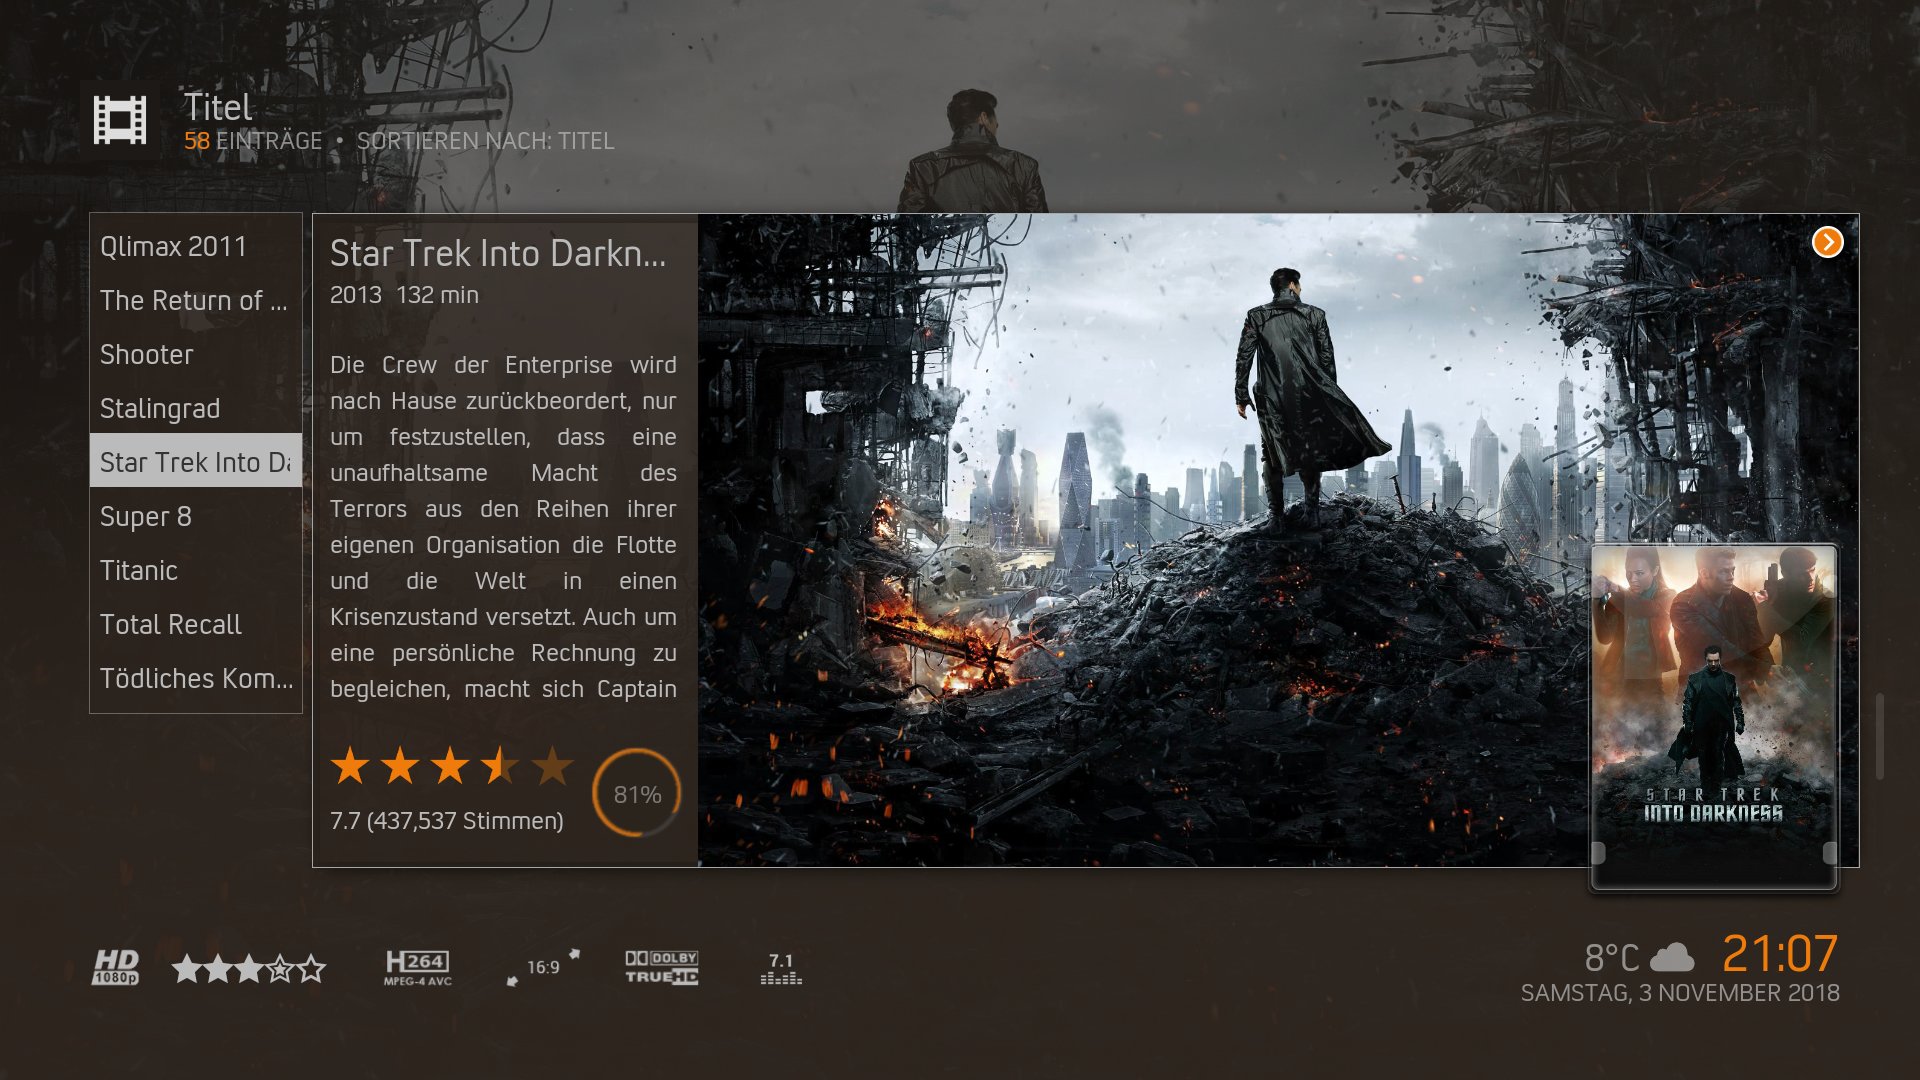 Titel
58 EINTRÄGE • SORTIEREN NACH: TITEL
Qlimax 2011
The Return of ...
Shooter
Stalingrad
Star Trek Into Da
Super 8
Titanic
Total Recall
Tödliches Kom...
Star Trek Into Darkn...
2013 132 min
Die Crew der Enterprise wird
nach Hause zurückbeordert, nur
um festzustellen, dass eine
unaufhaltsame Macht des
Terrors aus den Reihen ihrer
eigenen Organisation die Flotte
und die Welt in einen
Krisenzustand versetzt. Auch um
eine persönliche Rechnung zu
begleichen, macht sich Captain
81%
7.7 (437,537 Stimmen)
STAR TREK
INTO DARKNESS
HD
1080p
H264
MPEG-4 AVC
16:9
DOLBY
TRUEHD
7.1
8°C
21:07
SAMSTAG, 3 NOVEMBER 2018